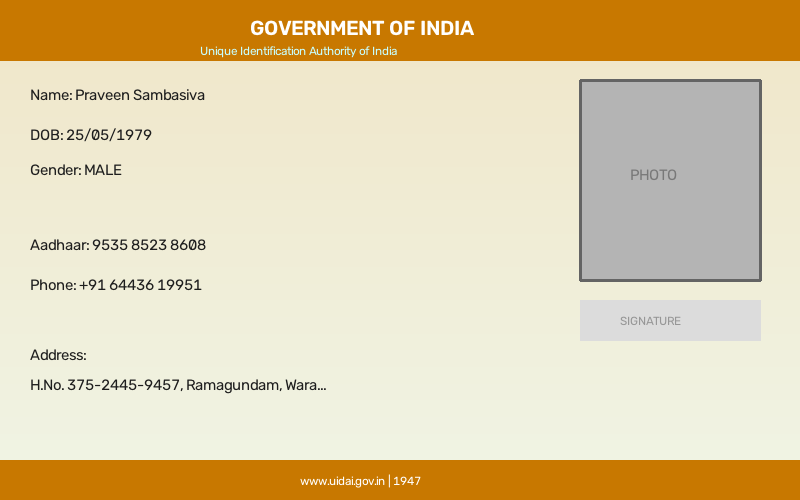 GOVERNMENT OF INDIA
Unique Identification Authority of India
Name: Praveen Sambasiva
DOB: 25/05/1979
Gender: MALE
PHOTO
Aadhaar: 9535 8523 8608
Phone: +91 64436 19951
SIGNATURE
Address:
H.No. 375-2445-9457, Ramagundam, Wara...
www.uidai.gov.in | 1947